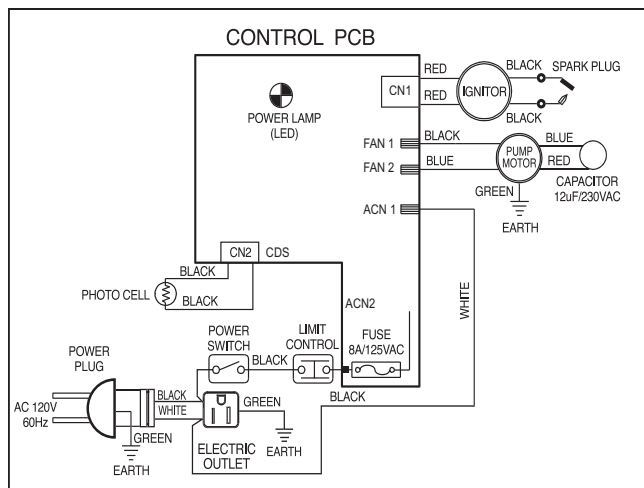 CONTROL PCB
POWER LAMP
(LED)
CN1
RED
RED
IGNITOR
BLACK
BLACK
SPARK PLUG
FAN 1
BLACK
FAN 2
BLUE
PUMP
MOTOR
BLUE
RED
CAPACITOR
12uF/230VAC
GREEN
EARTH
ACN 1
WHITE
CN2
CDS
BLACK
BLACK
PHOTO CELL
ACN2
POWER
SWITCH
BLACK
LIMIT
CONTROL
FUSE
8A/125VAC
BLACK
POWER
PLUG
AC 120V
60Hz
BLACK
WHITE
GREEN
EARTH
GREEN
EARTH
ELECTRIC
OUTLET